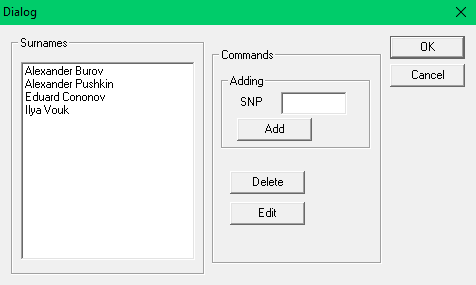 Dialog
Surnames
Alexander Burov
Alexander Pushkin
Eduard Cononov
Ilya Vouk
Commands
Adding
SNP
Add
Delete
Edit
OK
Cancel